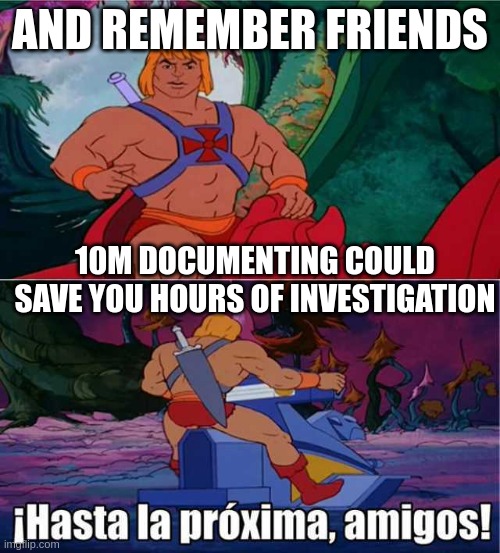 AND REMEMBER FRIENDS
10M DOCUMENTING COULD
SAVE YOU HOURS OF INVESTIGATION
¡Hasta la próxima, amigos!
imgflip.com